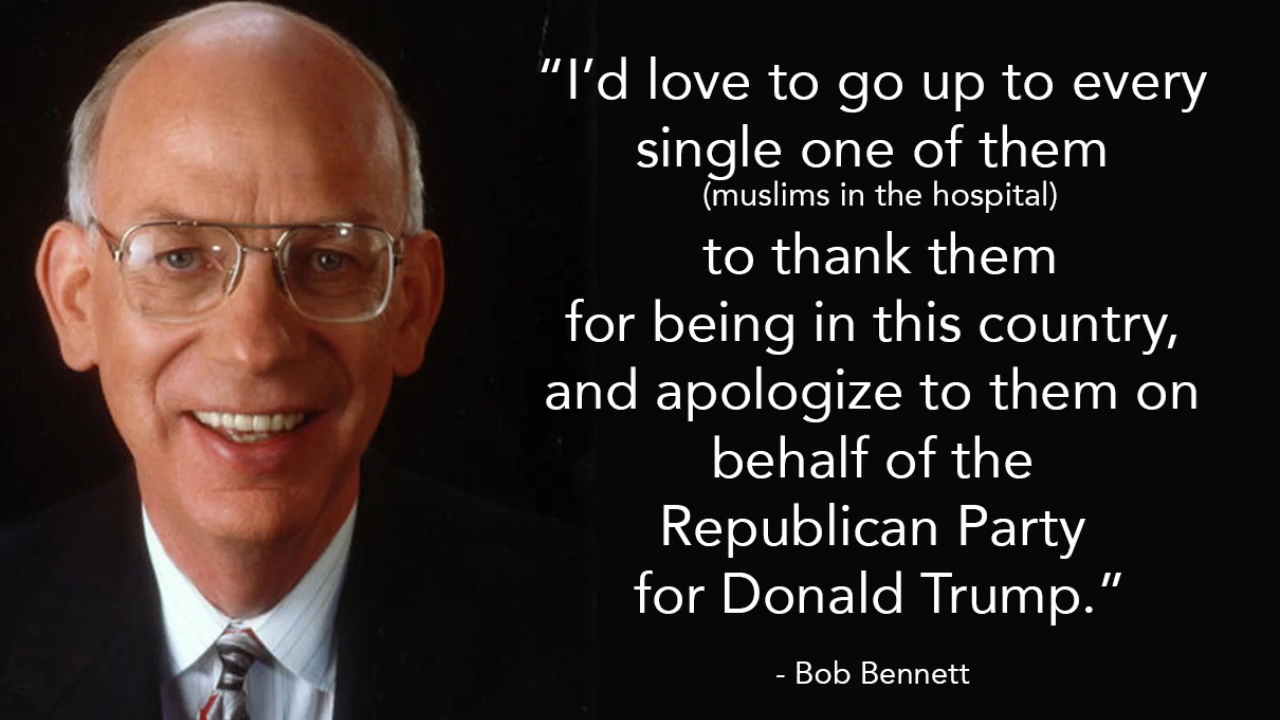 “I’d love to go up to every
single one of them
(muslims in the hospital)
to thank them
for being in this country,
and apologize to them on
behalf of the
Republican Party
for Donald Trump.”
- Bob Bennett